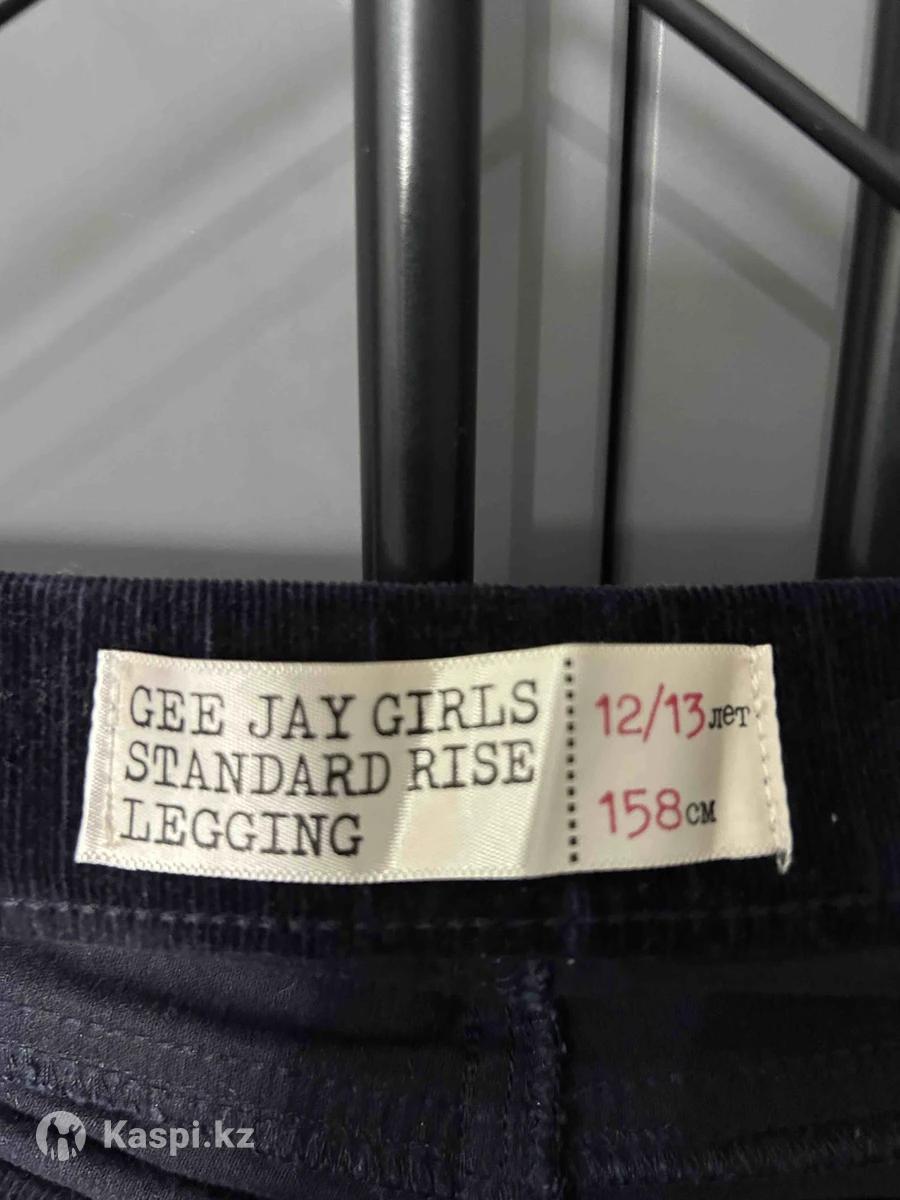 GEE JAY GIRLS
STANDARD RISE
LEGGING
12/13 лет
158 см
Kaspi.kz